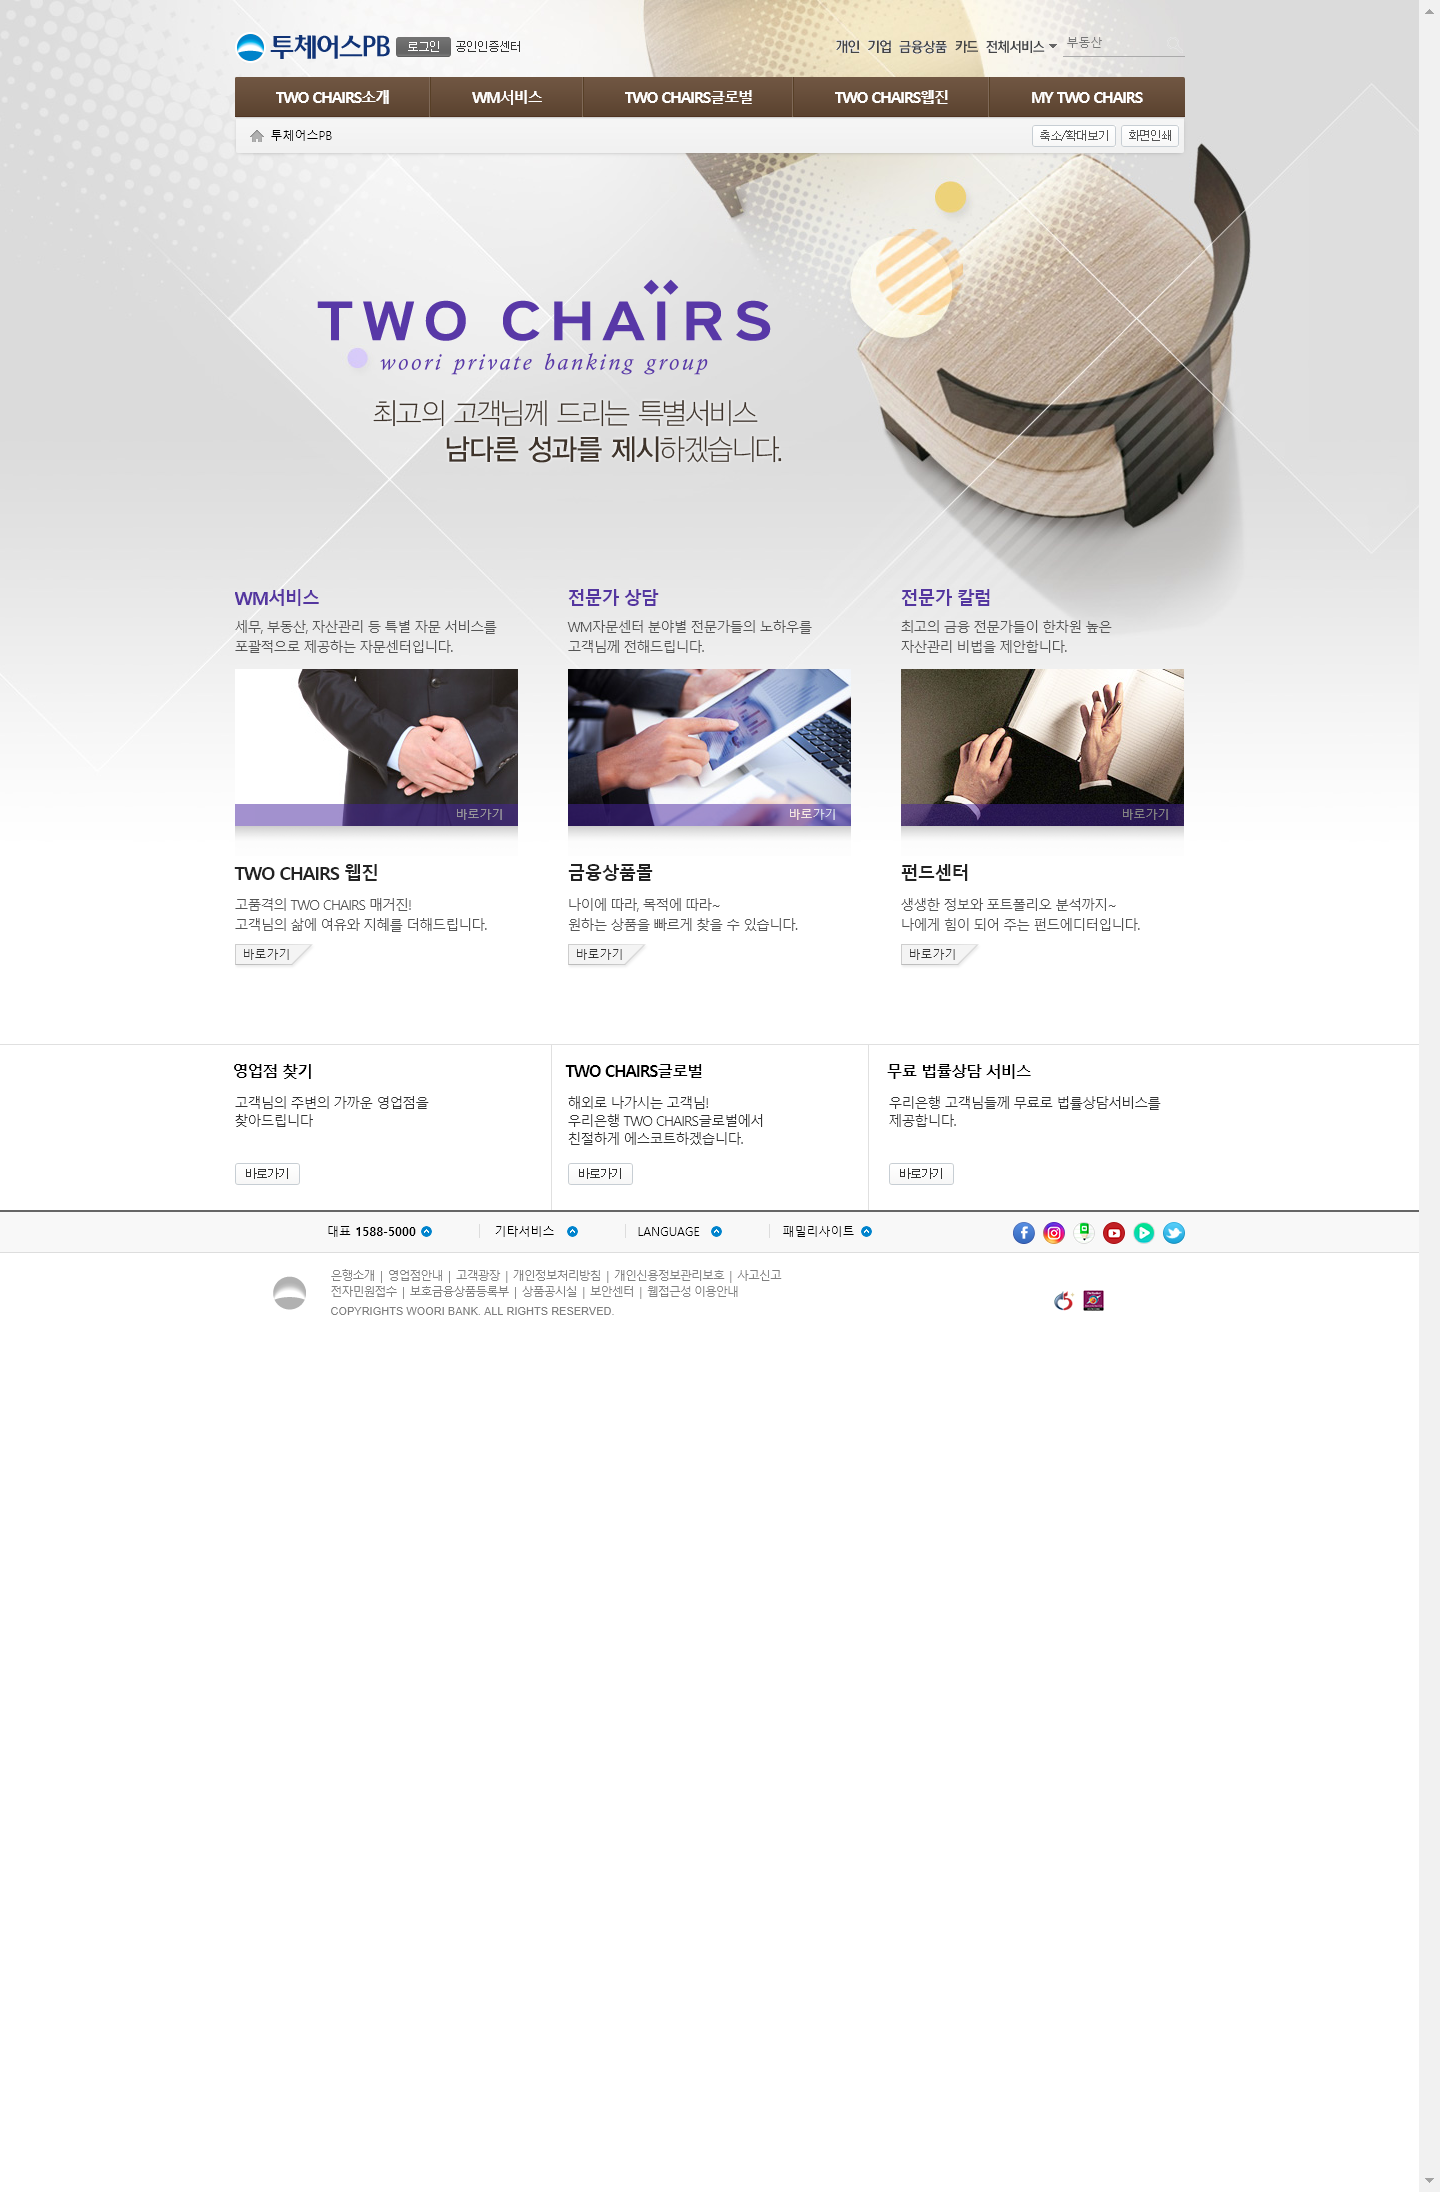 투체어스PB 로그인 공인인증센터 개인 기업 금융상품 카드 전체서비스 부동산
TWO CHAIRS소개 WM서비스 TWO CHAIRS글로벌 TWO CHAIRS웹진 MY TWO CHAIRS
투체어스PB 축소/확대보기 화면인쇄
TWO CHAIRS
woori private banking group
최고의 고객님께 드리는 특별서비스
남다른 성과를 제시하겠습니다.
WM서비스
세무, 부동산, 자산관리 등 특별 자문 서비스를
포괄적으로 제공하는 자문센터입니다.
바로가기
전문가 상담
WM자문센터 분야별 전문가들의 노하우를
고객님께 전해드립니다.
바로가기
전문가 칼럼
최고의 금융 전문가들이 한차원 높은
자산관리 비법을 제안합니다.
바로가기
TWO CHAIRS 웹진
고품격의 TWO CHAIRS 매거진!
고객님의 삶에 여유와 지혜를 더해드립니다.
바로가기
금융상품몰
나이에 따라, 목적에 따라~
원하는 상품을 빠르게 찾을 수 있습니다.
바로가기
펀드센터
생생한 정보와 포트폴리오 분석까지~
나에게 힘이 되어 주는 펀드에디터입니다.
바로가기
영업점 찾기
고객님의 주변의 가까운 영업점을
찾아드립니다
바로가기
TWO CHAIRS글로벌
해외로 나가시는 고객님!
우리은행 TWO CHAIRS글로벌에서
친절하게 에스코트하겠습니다.
바로가기
무료 법률상담 서비스
우리은행 고객님들께 무료로 법률상담서비스를
제공합니다.
바로가기
대표 1588-5000 기타서비스 LANGUAGE 패밀리사이트
은행소개 | 영업점안내 | 고객광장 | 개인정보처리방침 | 개인신용정보관리보호 | 사고신고
전자민원접수 | 보호금융상품등록부 | 상품공시실 | 보안센터 | 웹접근성 이용안내
COPYRIGHTS WOORI BANK. ALL RIGHTS RESERVED.